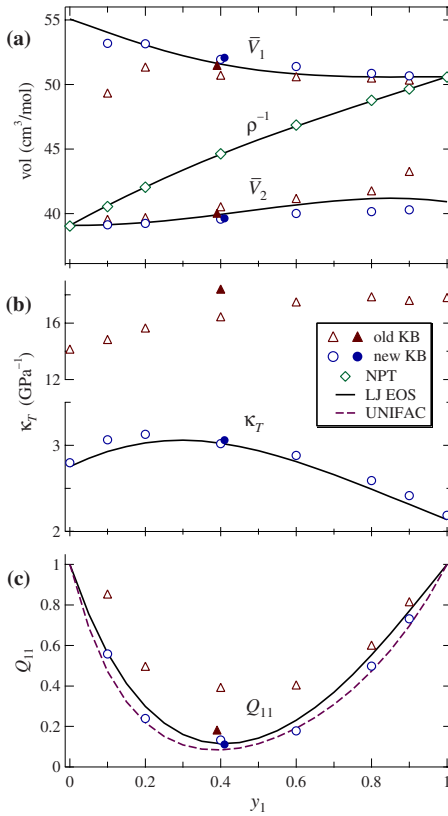 (a)
55
50
45
40
vol (cm³/mol)
V̄₁
ρ⁻¹
V̄₂
(b)
16
12
3
2
κ_T (GPa⁻¹)
old KB
new KB
NPT
LJ EOS
UNIFAC
κ_T
(c)
1
0.8
0.6
0.4
0.2
0
Q₁₁
Q₁₁
0 0.2 0.4 0.6 0.8 1
y₁